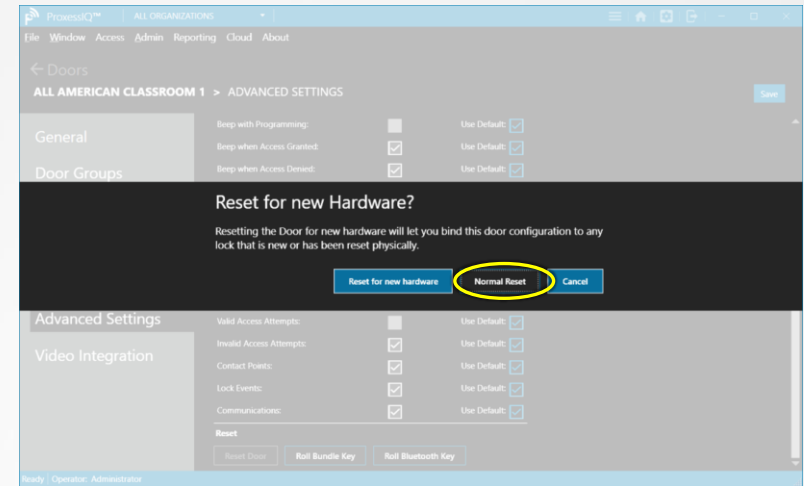 ProxessIQ™ ALL ORGANIZATIONS
File Window Access Admin Reporting Cloud About
Doors
ALL AMERICAN CLASSROOM 1 > ADVANCED SETTINGS
Save
General
Door Groups
Beep with Programming: Use Default:
Beep when Access Granted: Use Default:
Beep when Access Denied: Use Default:
Reset for new Hardware?
Resetting the Door for new hardware will let you bind this door configuration to any
lock that is new or has been reset physically.
Reset for new hardware Normal Reset Cancel
Advanced Settings
Video Integration
Valid Access Attempts: Use Default:
Invalid Access Attempts: Use Default:
Contact Points: Use Default:
Lock Events: Use Default:
Communications: Use Default:
Reset
Reset Door Roll Bundle Key Roll Bluetooth Key
Ready Operator: Administrator